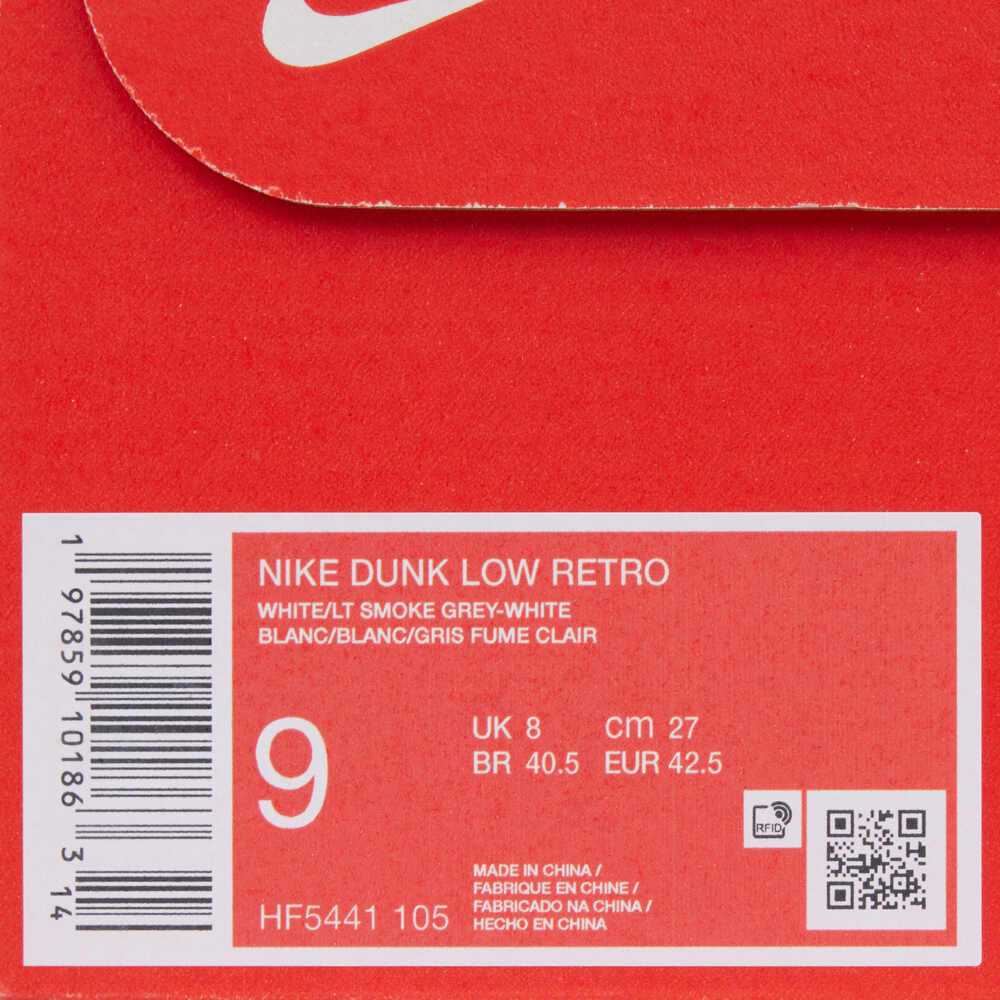 NIKE DUNK LOW RETRO
WHITE/LT SMOKE GREY-WHITE
BLANC/BLANC/GRIS FUME CLAIR
9
UK 8 cm 27
BR 40.5 EUR 42.5
RFID
MADE IN CHINA /
FABRIQUE EN CHINE /
FABRICADO NA CHINA /
HECHO EN CHINA
HF5441 105
1 97859 10186 3 14